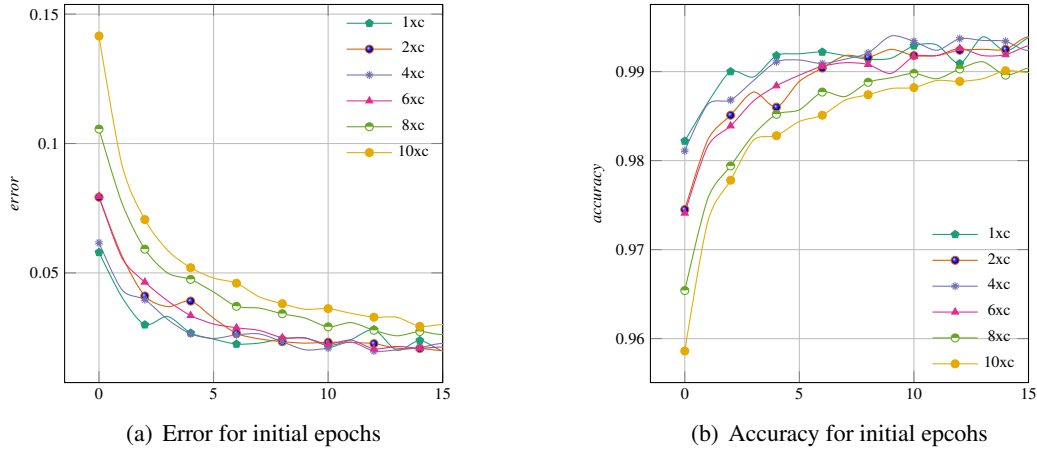 0.15
0.1
0.05
error
1xc
2xc
4xc
6xc
8xc
10xc
0 5 10 15
(a) Error for initial epochs
0.99
0.98
0.97
0.96
accuracy
1xc
2xc
4xc
6xc
8xc
10xc
0 5 10 15
(b) Accuracy for initial epcohs